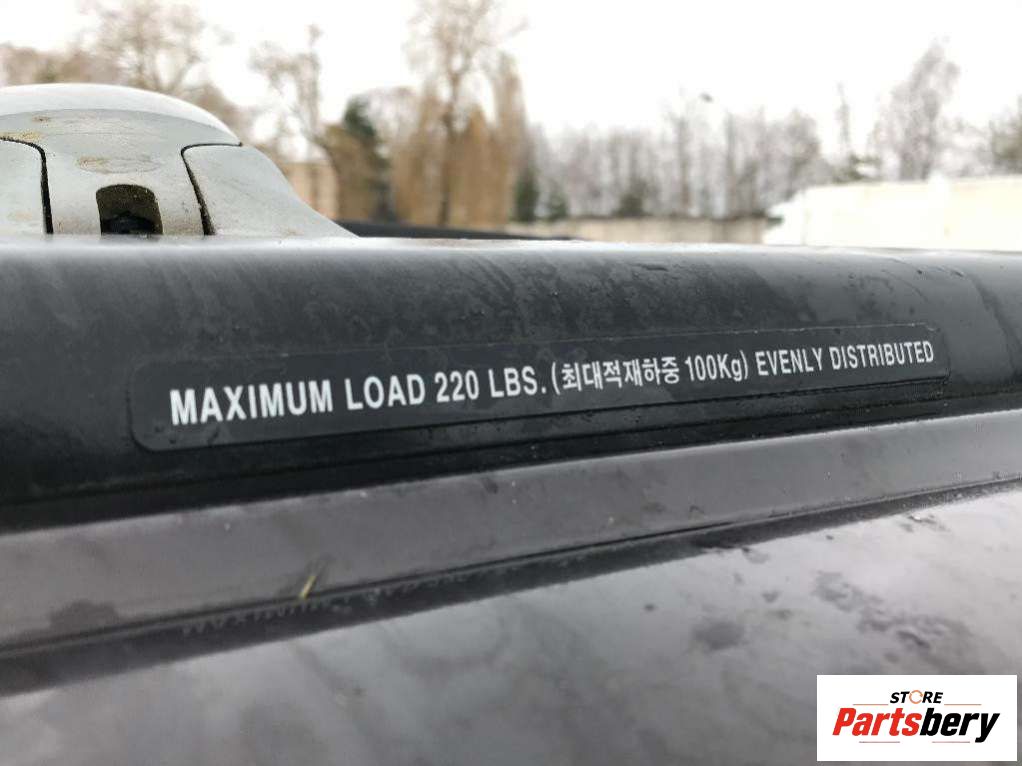 MAXIMUM LOAD 220 LBS. (최대적재하중 100Kg) EVENLY DISTRIBUTED
STORE
Partsbery